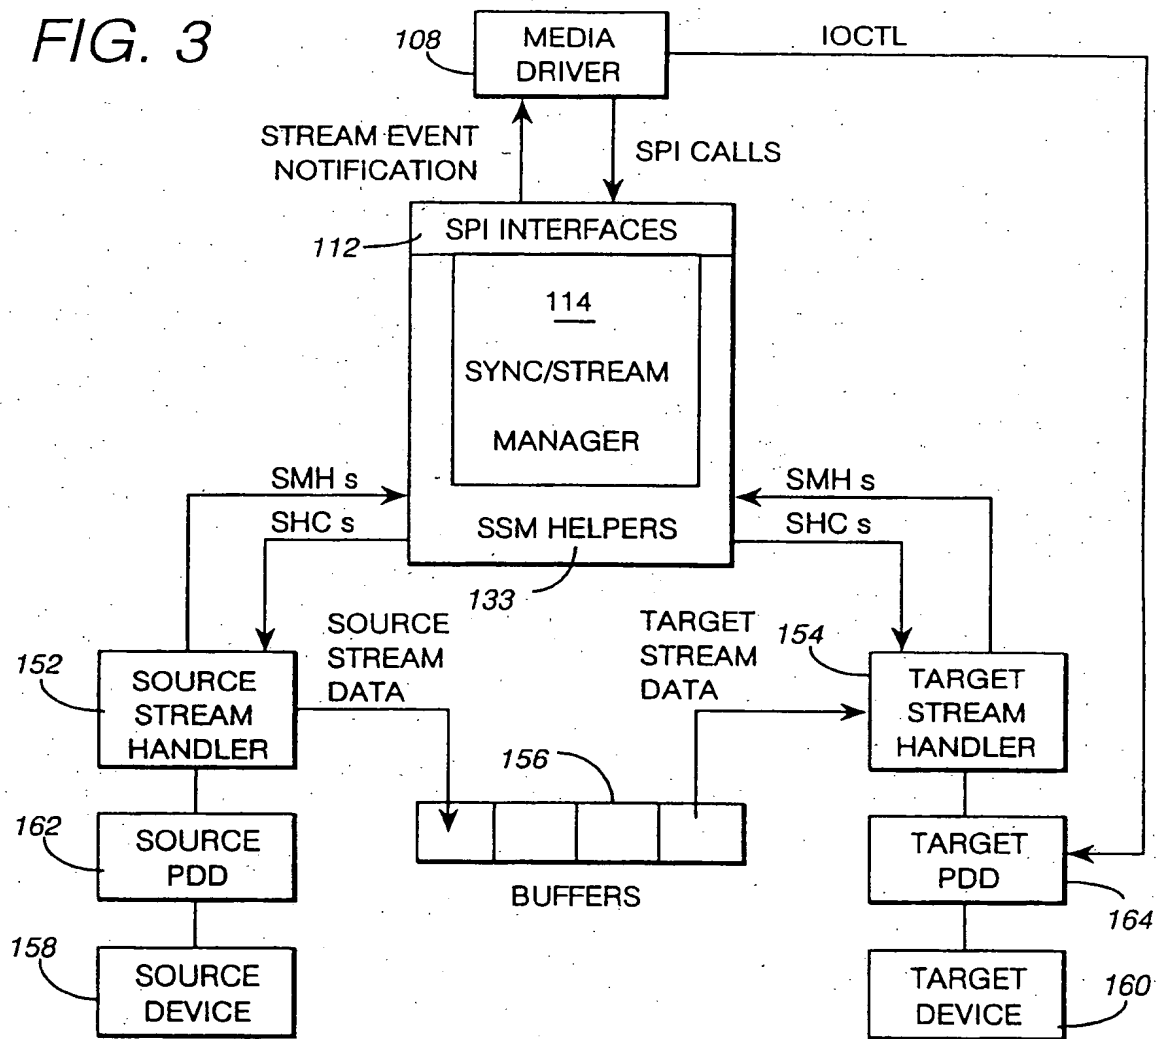 FIG. 3
108
MEDIA
DRIVER
IOCTL
STREAM EVENT
NOTIFICATION
SPI CALLS
112
SPI INTERFACES
114
SYNC/STREAM
MANAGER
SMH s
SHC s
SSM HELPERS
133
SMH s
SHC s
152
SOURCE
STREAM
HANDLER
SOURCE
STREAM
DATA
TARGET
STREAM
DATA
154
TARGET
STREAM
HANDLER
156
BUFFERS
162
SOURCE
PDD
TARGET
PDD
164
158
SOURCE
DEVICE
TARGET
DEVICE
160